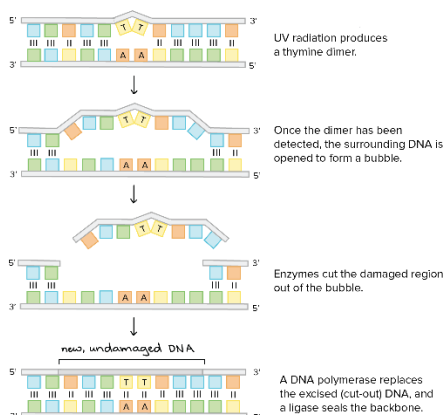 5' 3'
T T
A A
3' 5'
UV radiation produces
a thymine dimer.
T T
5' 3'
A A
3' 5'
Once the dimer has been
detected, the surrounding DNA is
opened to form a bubble.
T T
5' 3'
A A
3' 5'
Enzymes cut the damaged region
out of the bubble.
new, undamaged DNA
5' 3'
T T
A A
3' 5'
A DNA polymerase replaces
the excised (cut-out) DNA, and
a ligase seals the backbone.